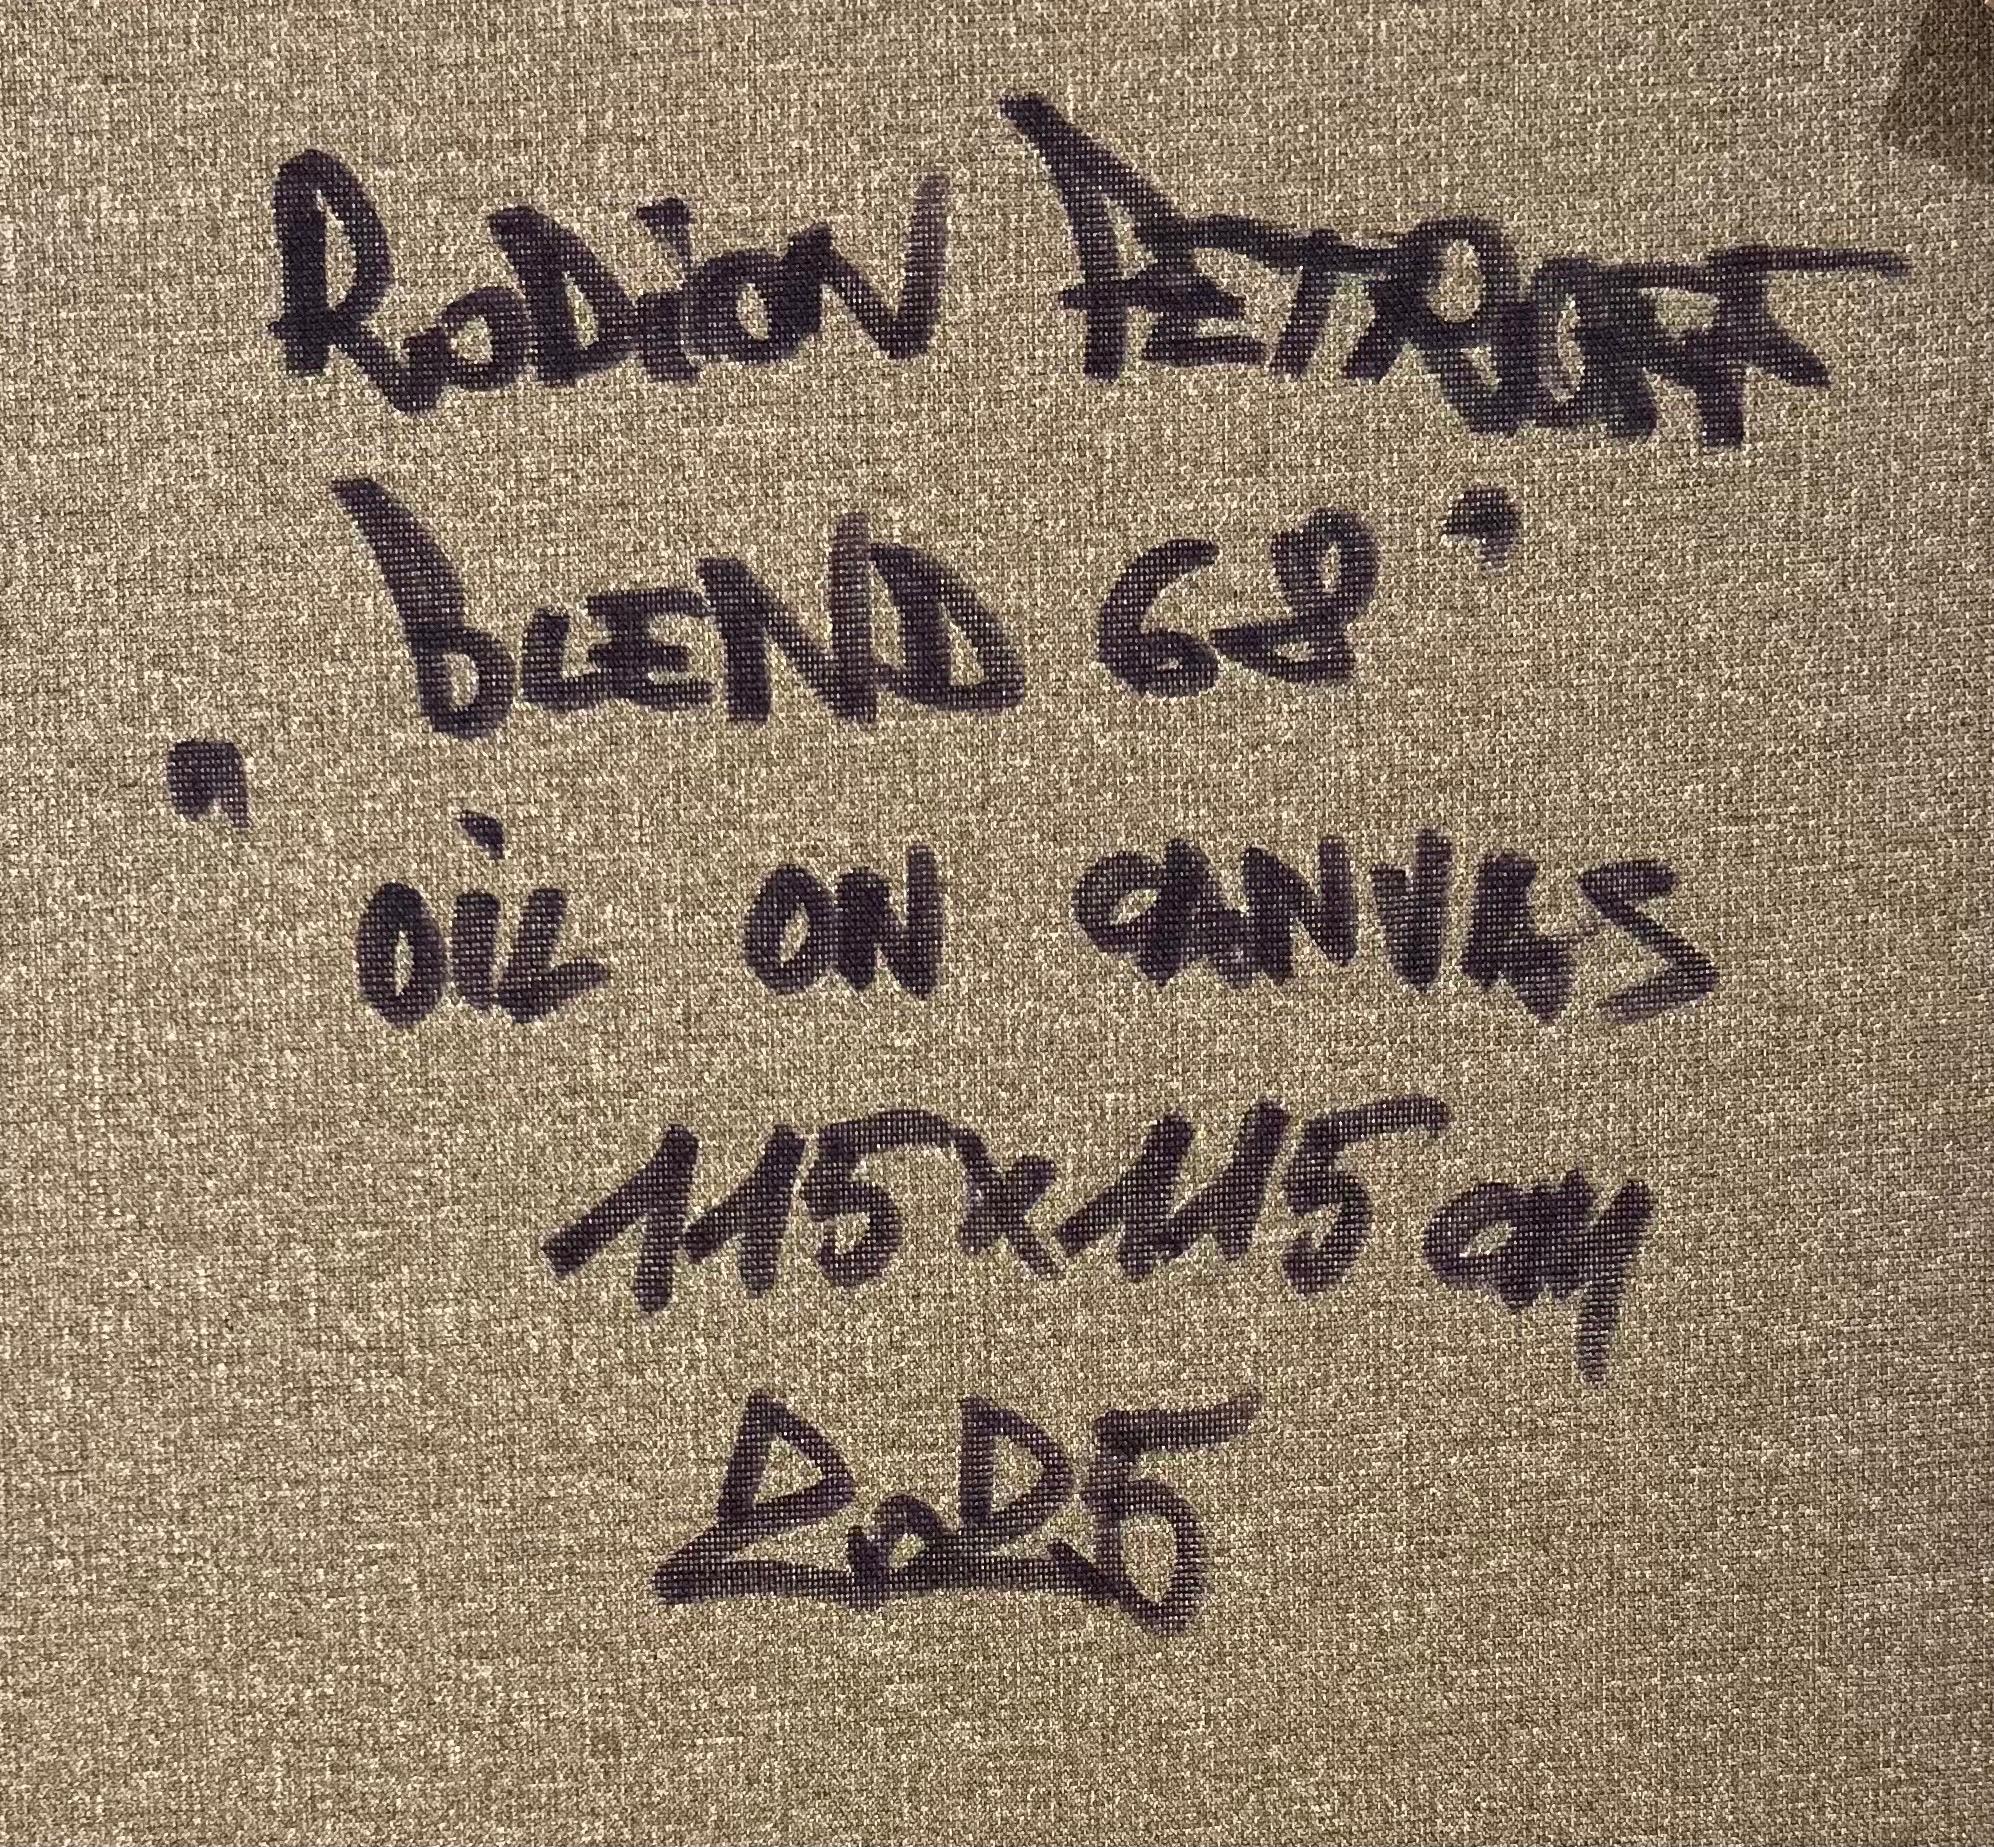 RODiON PETROFF
bLEND 68
OiL ON CANVAS
115x115 cm
2025